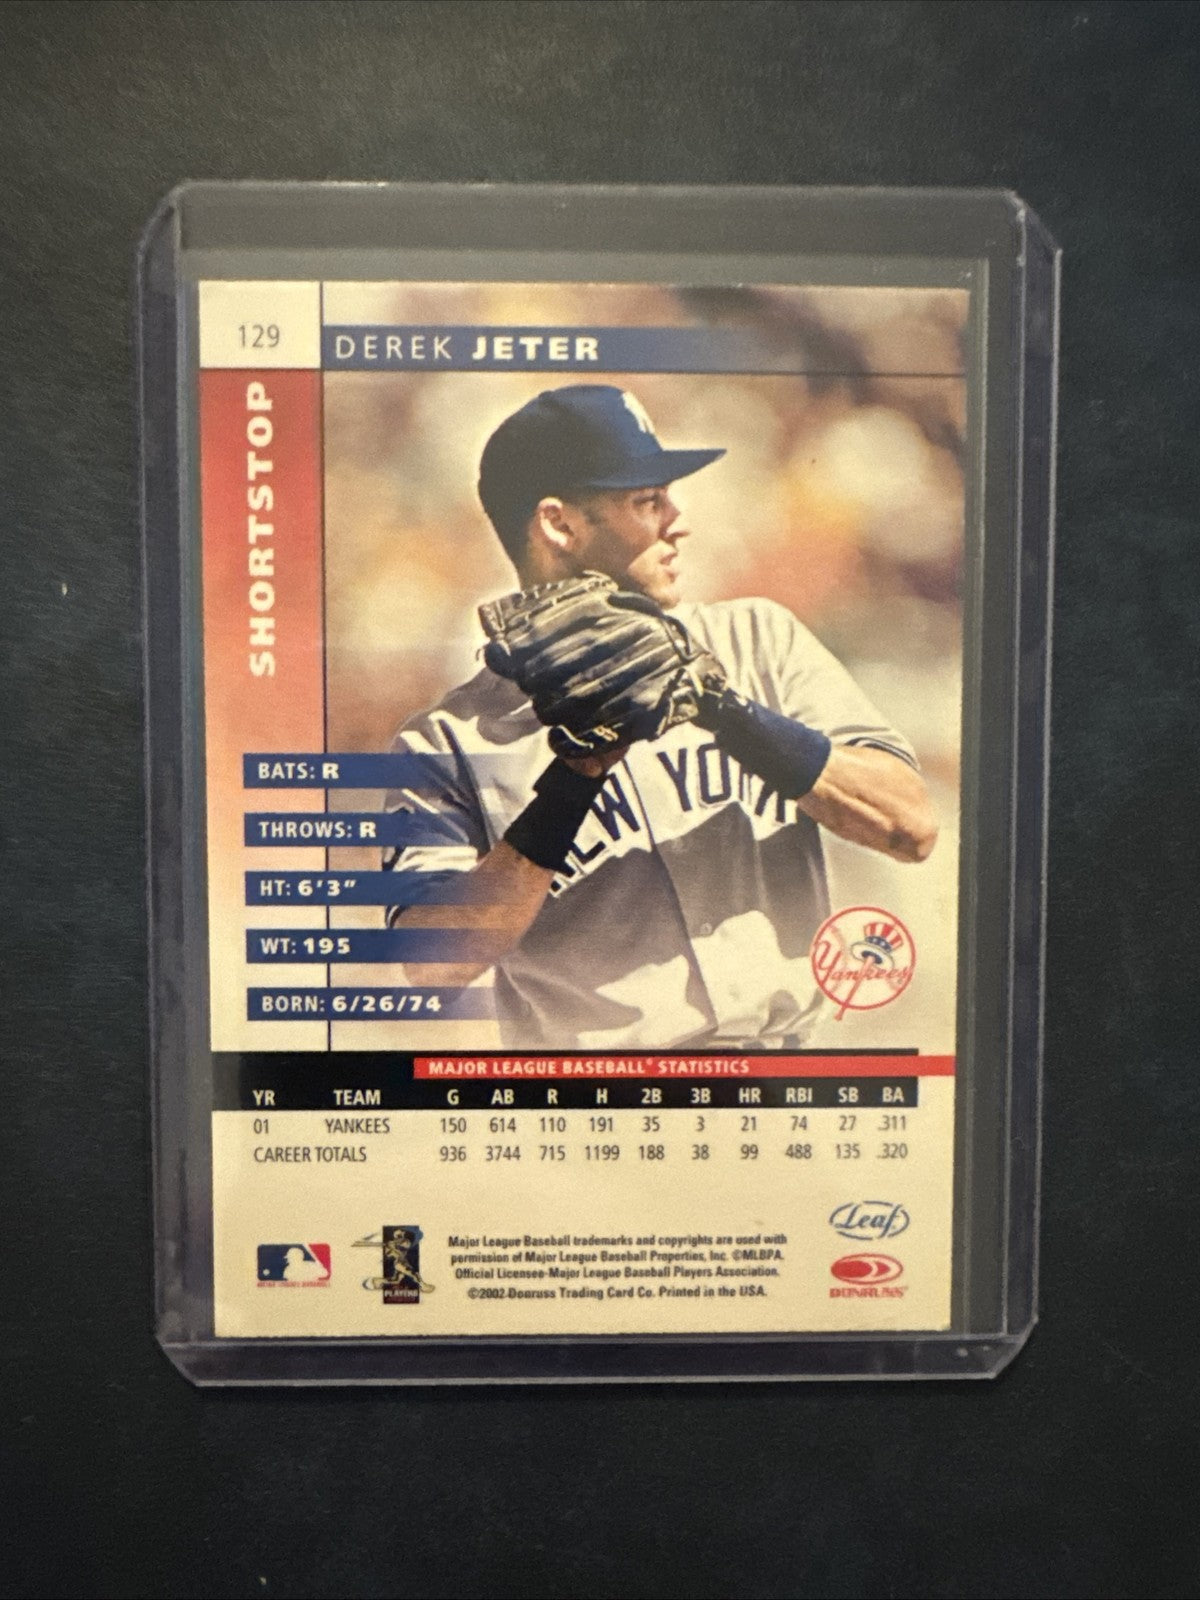 129
DEREK JETER
SHORTSTOP
NEW YORK
BATS: R
THROWS: R
HT: 6'3"
WT: 195
BORN: 6/26/74
Yankees
MAJOR LEAGUE BASEBALL® STATISTICS
YR TEAM G AB R H 2B 3B HR RBI SB BA
01 YANKEES 150 614 110 191 35 3 21 74 27 .311
CAREER TOTALS 936 3744 715 1199 188 38 99 488 135 .320
Leaf
Major League Baseball trademarks and copyrights are used with
permission of Major League Baseball Properties, Inc. ©MLBPA.
Official Licensee-Major League Baseball Players Association.
©2002 Donruss Trading Card Co. Printed in the USA.
MAJOR LEAGUE BASEBALL
PLAYERS
DONRUSS